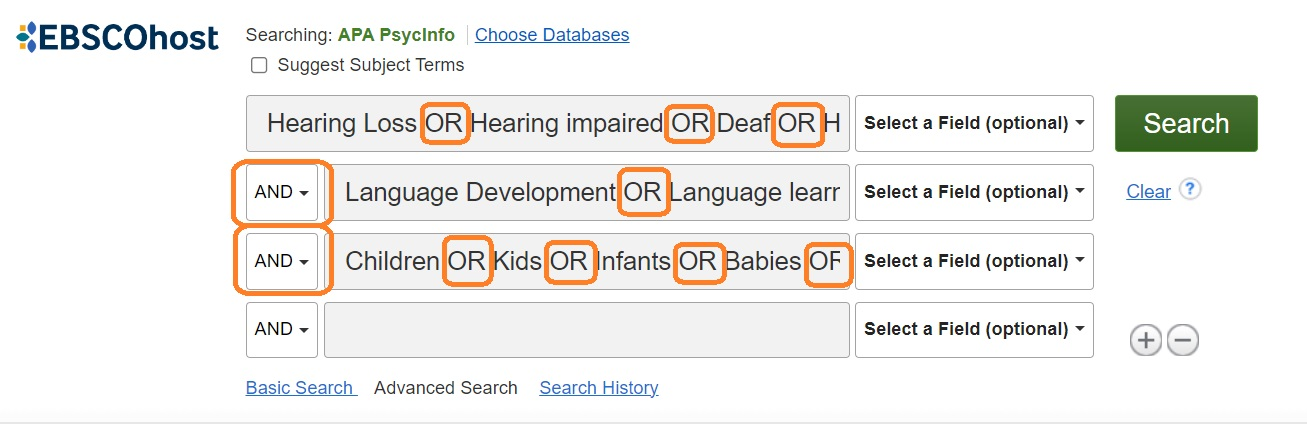 EBSCOhost Searching: APA PsycInfo Choose Databases
Suggest Subject Terms
Hearing Loss OR Hearing impaired OR Deaf OR H Select a Field (optional) Search
AND Language Development OR Language learr Select a Field (optional) Clear ?
AND Children OR Kids OR Infants OR Babies OF Select a Field (optional)
AND Select a Field (optional) + −
Basic Search Advanced Search Search History